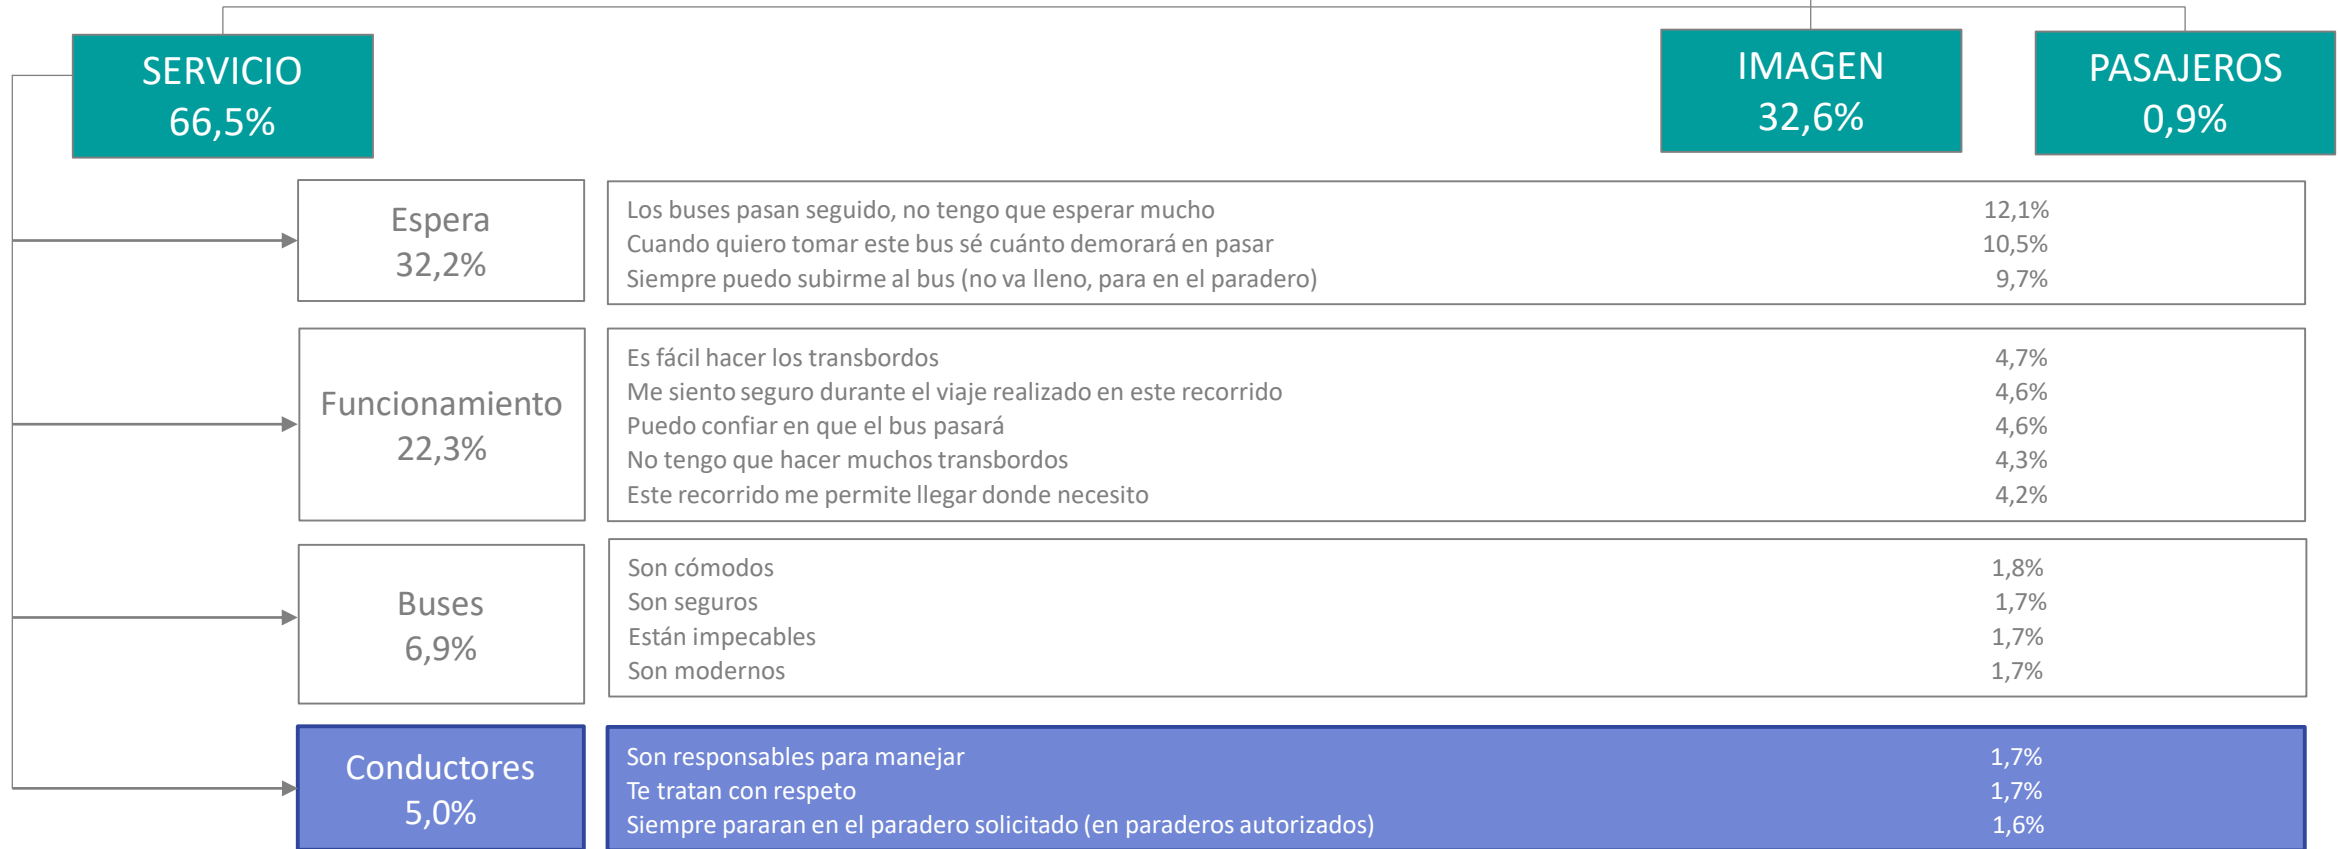 SERVICIO
66,5%
IMAGEN
32,6%
PASAJEROS
0,9%
Espera
32,2%
Los buses pasan seguido, no tengo que esperar mucho 12,1%
Cuando quiero tomar este bus sé cuánto demorará en pasar 10,5%
Siempre puedo subirme al bus (no va lleno, para en el paradero) 9,7%
Funcionamiento
22,3%
Es fácil hacer los transbordos 4,7%
Me siento seguro durante el viaje realizado en este recorrido 4,6%
Puedo confiar en que el bus pasará 4,6%
No tengo que hacer muchos transbordos 4,3%
Este recorrido me permite llegar donde necesito 4,2%
Buses
6,9%
Son cómodos 1,8%
Son seguros 1,7%
Están impecables 1,7%
Son modernos 1,7%
Conductores
5,0%
Son responsables para manejar 1,7%
Te tratan con respeto 1,7%
Siempre pararan en el paradero solicitado (en paraderos autorizados) 1,6%